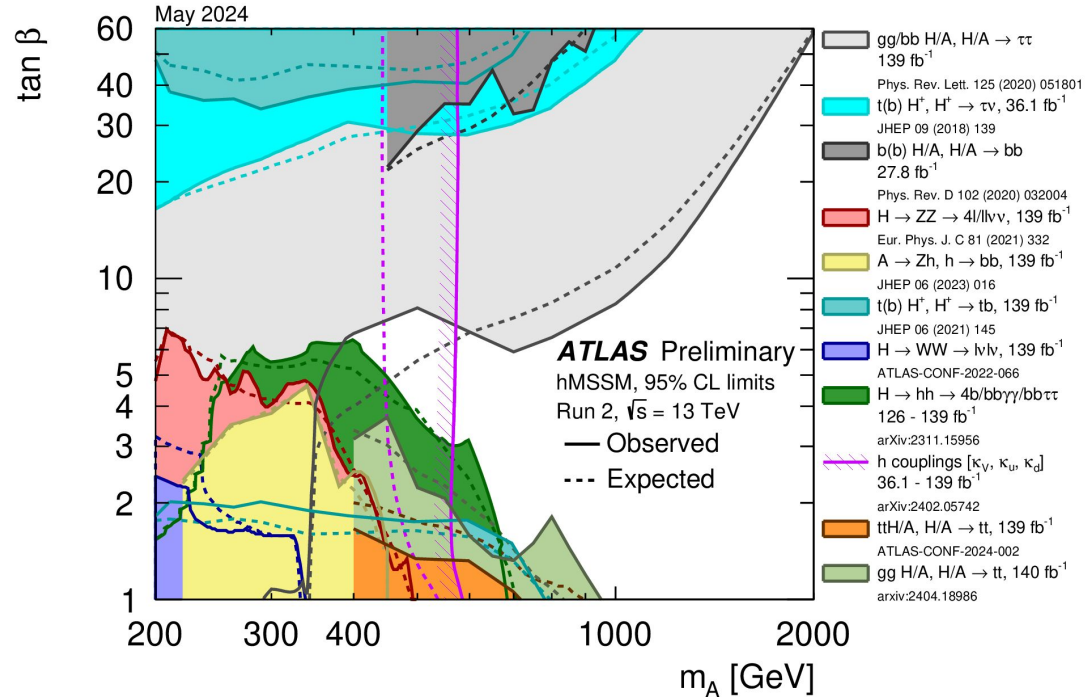 May 2024
tan β
60
40
30
20
10
5
4
3
2
1
200
300
400
1000
2000
m_A [GeV]
ATLAS Preliminary
hMSSM, 95% CL limits
Run 2, √s = 13 TeV
Observed
Expected
gg/bb H/A, H/A → ττ
139 fb⁻¹
Phys. Rev. Lett. 125 (2020) 051801
t(b) H⁺, H⁺ → τν, 36.1 fb⁻¹
JHEP 09 (2018) 139
b(b) H/A, H/A → bb
27.8 fb⁻¹
Phys. Rev. D 102 (2020) 032004
H → ZZ → 4l/llνν, 139 fb⁻¹
Eur. Phys. J. C 81 (2021) 332
A → Zh, h → bb, 139 fb⁻¹
JHEP 06 (2023) 016
t(b) H⁺, H⁺ → tb, 139 fb⁻¹
JHEP 06 (2021) 145
H → WW → lνlν, 139 fb⁻¹
ATLAS-CONF-2022-066
H → hh → 4b/bbγγ/bbττ
126 - 139 fb⁻¹
arXiv:2311.15956
h couplings [κ_V, κ_u, κ_d]
36.1 - 139 fb⁻¹
arXiv:2402.05742
ttH/A, H/A → tt, 139 fb⁻¹
ATLAS-CONF-2024-002
gg H/A, H/A → tt, 140 fb⁻¹
arxiv:2404.18986